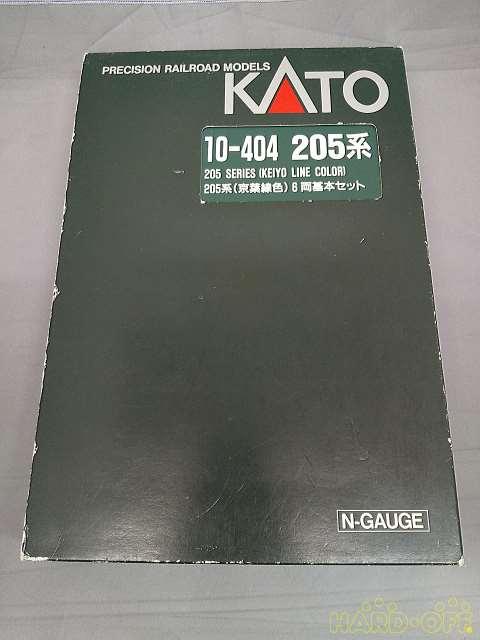 PRECISION RAILROAD MODELS
KATO
10-404 205系
205 SERIES (KEIYO LINE COLOR)
205系(京葉線色)6両基本セット
N-GAUGE
HARD·OFF